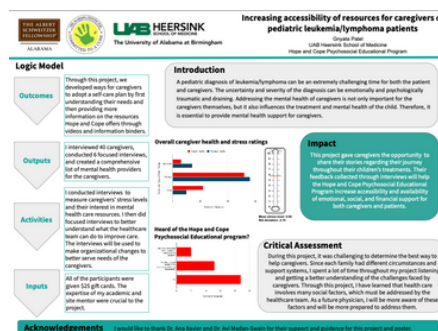 THE ALBERT
SCHWEITZER
FELLOWSHIP
ALABAMA
UAB HEERSINK
SCHOOL OF MEDICINE
The University of Alabama at Birmingham
Increasing accessibility of resources for caregivers o
pediatric leukemia/lymphoma patients
Gnyata Patel
UAB Heersink School of Medicine
Hope and Cope Psychosocial Educational Program
Logic Model
Outcomes
Through this project, we
developed ways for caregivers
to adopt a self-care plan by first
understanding their needs and
then providing more
information on the resources
Hope and Cope offers through
videos and information binders.
Outputs
I interviewed 40 caregivers,
conducted 6 focused interviews,
and created a comprehensive
list of mental health providers
for the caregivers.
Activities
I conducted interviews to
measure caregivers' stress levels
and their interest in mental
health care resources. I then did
focused interviews to better
understand what the healthcare
team can do to improve care.
The interviews will be used to
make organizational changes to
better serve needs of the
caregivers.
Inputs
All of the participants were
given $25 gift cards. The
expertise of my academic and
site mentor were crucial to the
project.
Introduction
A pediatric diagnosis of leukemia/lymphoma can be an extremely challenging time for both the patient
and caregivers. The uncertainty and severity of the diagnosis can be emotionally and psychologically
traumatic and draining. Addressing the mental health of caregivers is not only important for the
caregivers themselves, but it also influences the treatment and mental health of the child. Therefore, it
is essential to provide mental health support for caregivers.
Overall caregiver health and stress ratings
Heard of the Hope and Cope
Psychosocial Educational program?
Impact
This project gave caregivers the opportunity to
share their stories regarding their journey
throughout their children's treatments. Their
feedback collected through interviews will help
the Hope and Cope Psychosocial Educational
Program increase accessibility and availability
of emotional, social, and financial support for
both caregivers and patients.
Critical Assessment
During this project, it was challenging to determine the best way to
help caregivers. Since each family had different circumstances and
support systems, I spent a lot of time throughout my project listening
and getting a better understanding of the challenges faced by
caregivers. Through this project, I have learned that health care
involves many social factors, which must be addressed by the
healthcare team. As a future physician, I will be more aware of these
factors and will be more prepared to address them.
Acknowledgements
I would like to thank Dr. Ana Xavier and Dr. Avi Madan-Swain for their support and guidance for this project and poster.